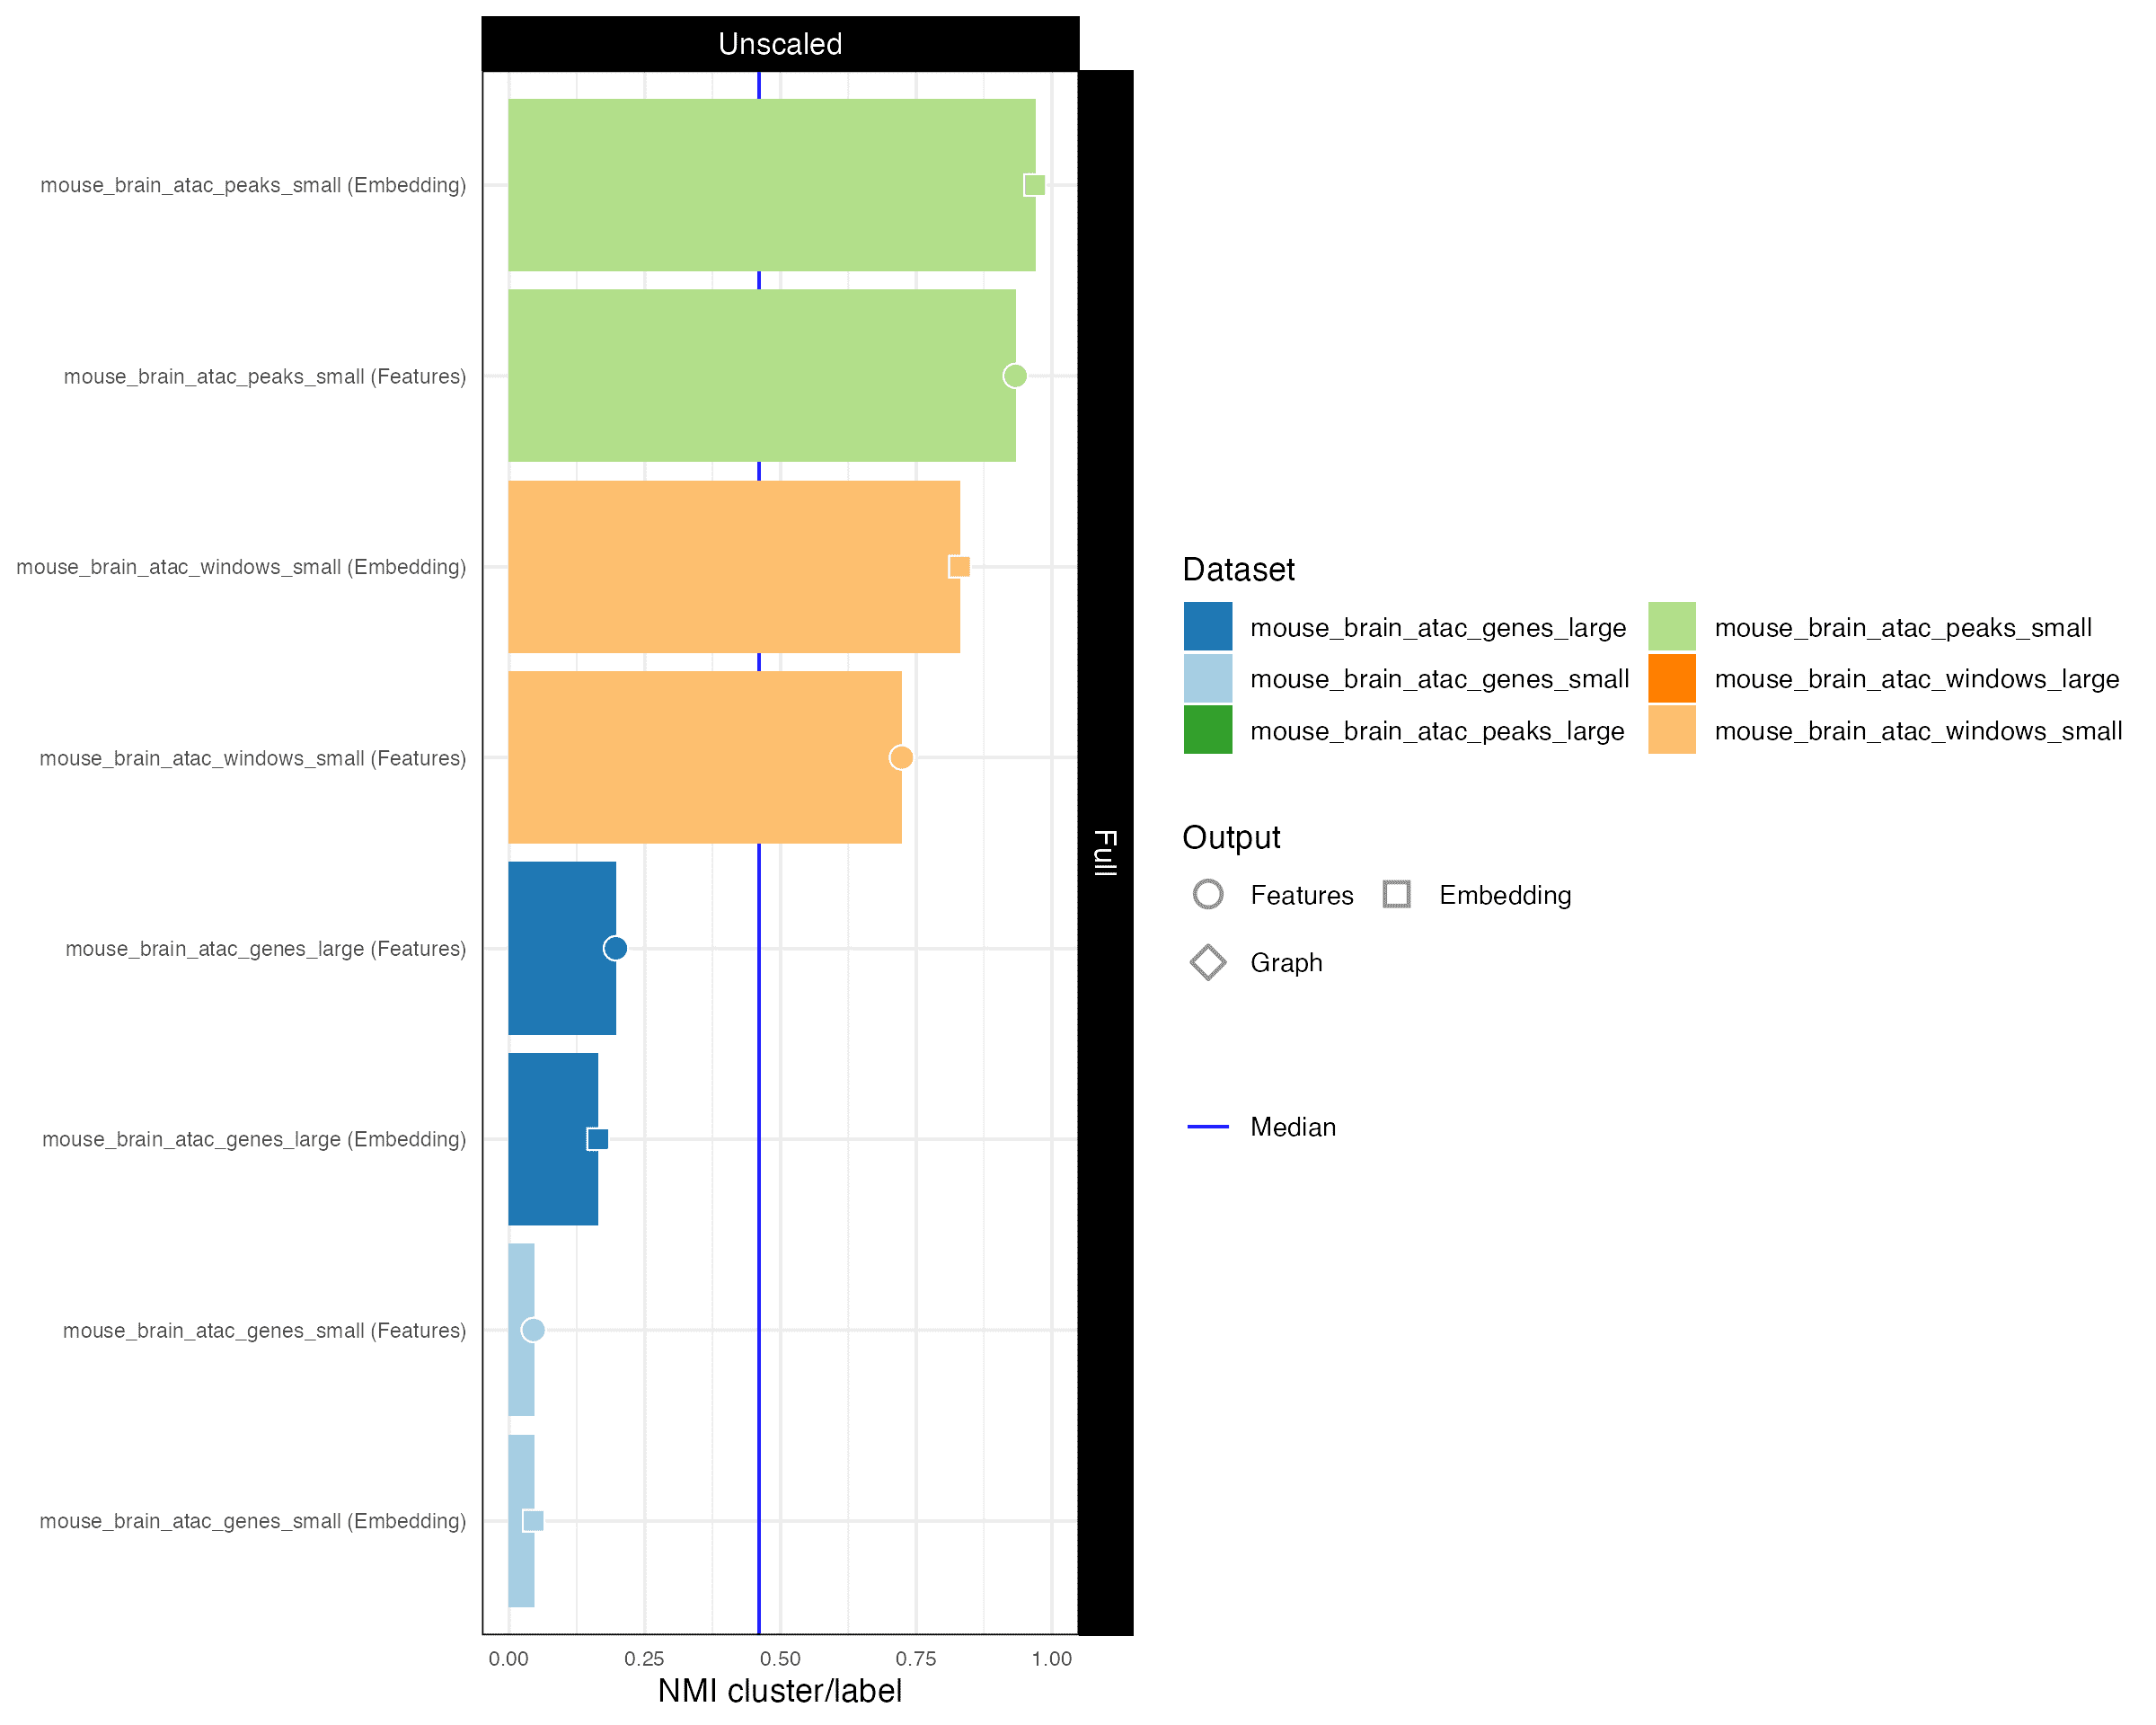 Unscaled
mouse_brain_atac_peaks_small (Embedding)
mouse_brain_atac_peaks_small (Features)
mouse_brain_atac_windows_small (Embedding)
mouse_brain_atac_windows_small (Features)
mouse_brain_atac_genes_large (Features)
mouse_brain_atac_genes_large (Embedding)
mouse_brain_atac_genes_small (Features)
mouse_brain_atac_genes_small (Embedding)
0.00 0.25 0.50 0.75 1.00
NMI cluster/label
Full
Dataset
mouse_brain_atac_genes_large mouse_brain_atac_peaks_small
mouse_brain_atac_genes_small mouse_brain_atac_windows_large
mouse_brain_atac_peaks_large mouse_brain_atac_windows_small
Output
Features Embedding
Graph
Median